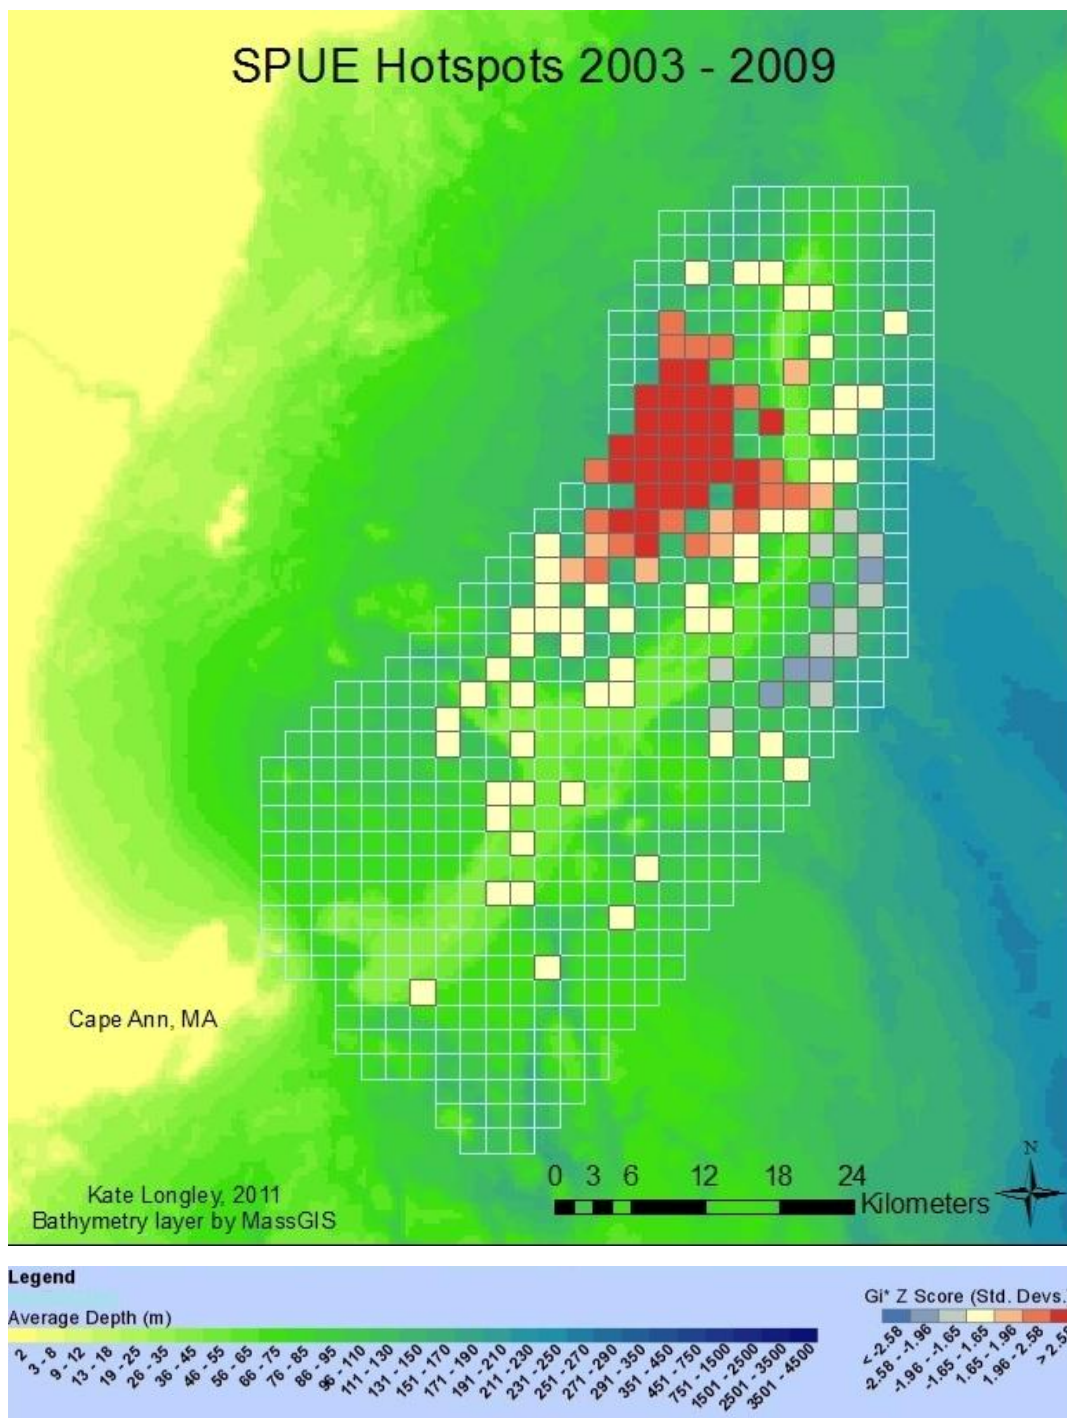 SPUE Hotspots 2003 - 2009
Cape Ann, MA
Kate Longley, 2011
Bathymetry layer by MassGIS
0 3 6 12 18 24
Kilometers
N
Legend
Average Depth (m)
2
3 - 8
9 - 12
13 - 18
19 - 25
26 - 35
36 - 45
46 - 55
56 - 65
66 - 75
76 - 85
86 - 95
96 - 110
111 - 130
131 - 150
151 - 170
171 - 190
191 - 210
211 - 230
231 - 250
251 - 270
271 - 290
291 - 350
351 - 450
451 - 750
751 - 1500
1501 - 2500
2501 - 3500
3501 - 4500
Gi* Z Score (Std. Devs.)
< -2.58
-2.58 - -1.96
-1.96 - -1.65
-1.65 - 1.65
1.65 - 1.96
1.96 - 2.58
> 2.58